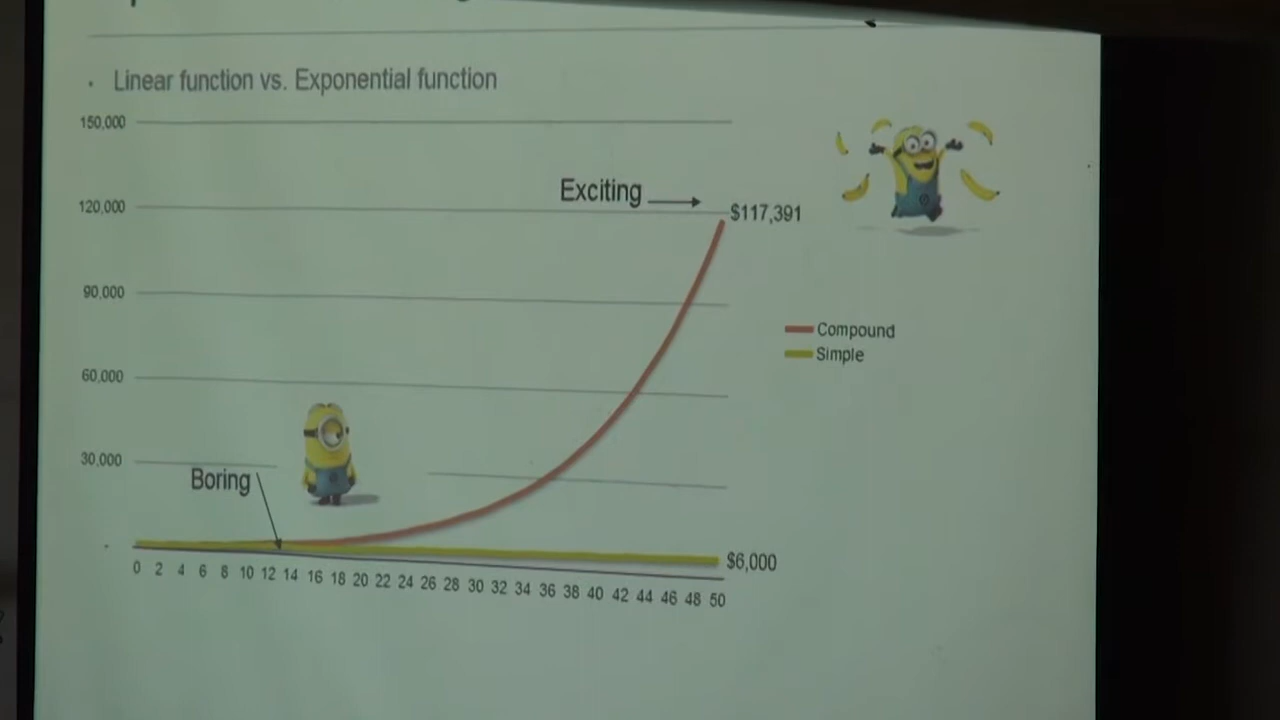 · Linear function vs. Exponential function
150,000
Exciting
120,000
$117,391
90,000
Compound
Simple
60,000
30,000
Boring
$6,000
0 2 4 6 8 10 12 14 16 18 20 22 24 26 28 30 32 34 36 38 40 42 44 46 48 50